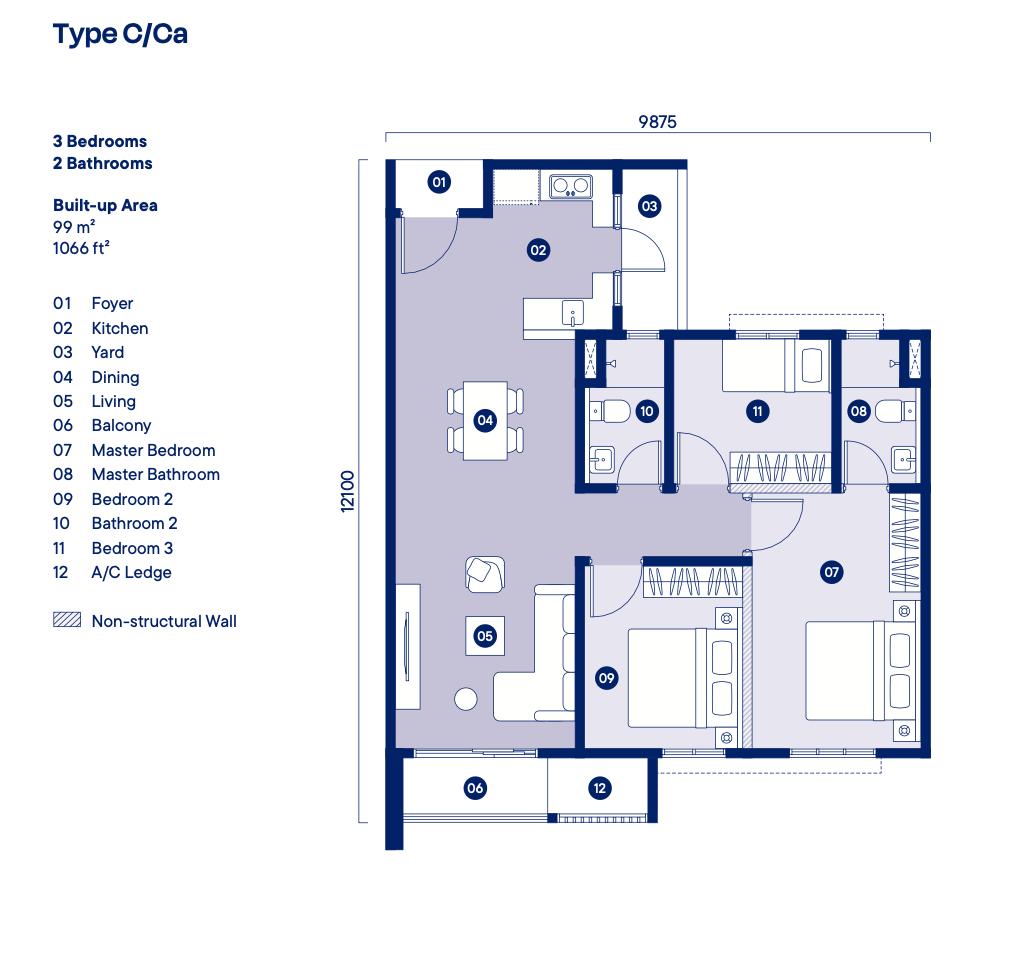 Type C/Ca
3 Bedrooms
2 Bathrooms
Built-up Area
99 m²
1066 ft²
01 Foyer
02 Kitchen
03 Yard
04 Dining
05 Living
06 Balcony
07 Master Bedroom
08 Master Bathroom
09 Bedroom 2
10 Bathroom 2
11 Bedroom 3
12 A/C Ledge
Non-structural Wall
9875
12100
01
02
03
04
10
11
08
05
07
09
06
12